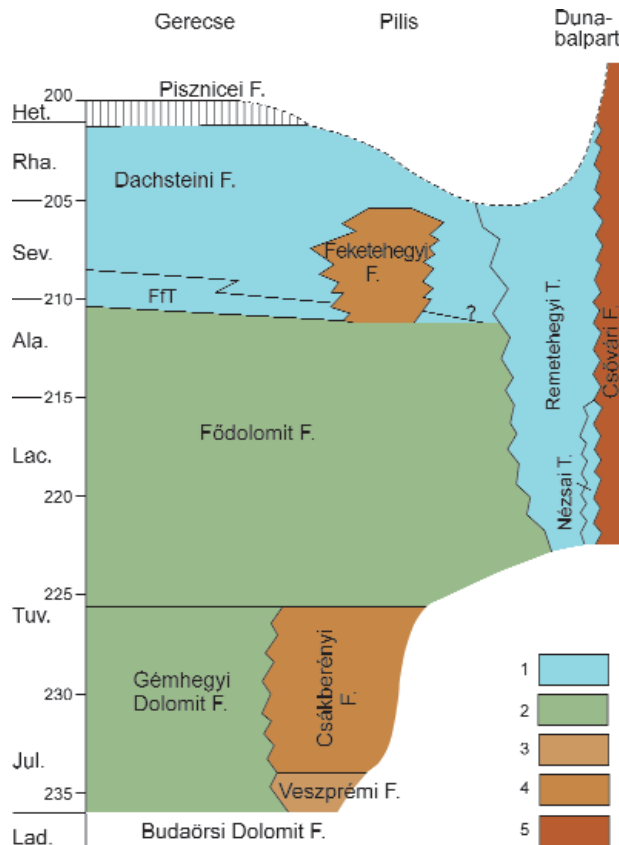 Gerecse
Pilis
Duna-
balpart
Pisznicei F.
200
Het.
Rha.
Dachsteini F.
205
Sev.
Feketehegyi
F.
FfT
210
?
Ala.
Remetehegyi T.
Csővári F.
215
Fődolomit F.
Lac.
Nézsai T.
220
225
Tuv.
Gémhegyi
Dolomit F.
Csákberényi
F.
230
Jul.
Veszprémi F.
235
Lad.
Budaörsi Dolomit F.
1
2
3
4
5